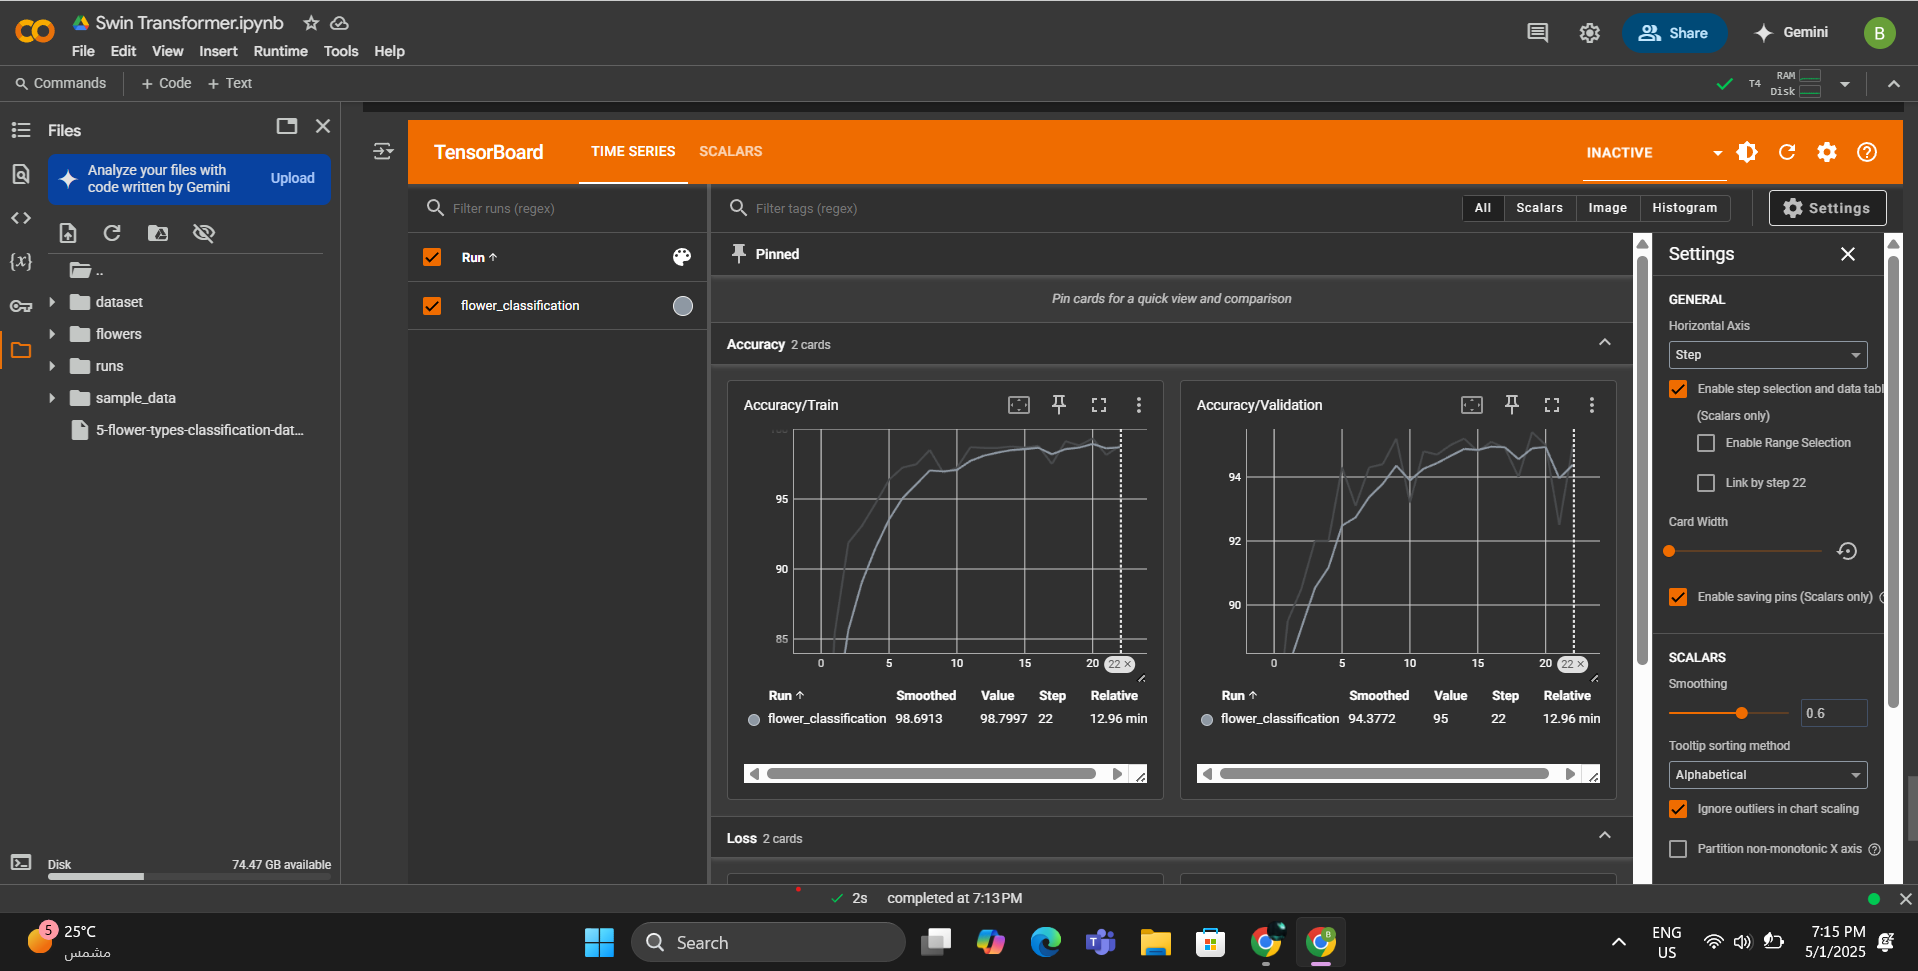 Swin Transformer.ipynb
File Edit View Insert Runtime Tools Help
Share
Gemini
B
Commands
+ Code + Text
T4
RAM
Disk
Files
Analyze your files with
code written by Gemini
Upload
..
dataset
flowers
runs
sample_data
5-flower-types-classification-dat...
Disk
74.47 GB available
TensorBoard
TIME SERIES
SCALARS
INACTIVE
Filter runs (regex)
Run
flower_classification
Filter tags (regex)
All Scalars Image Histogram
Settings
Pinned
Pin cards for a quick view and comparison
Accuracy 2 cards
Accuracy/Train
100
95
90
85
0 5 10 15 20 22
Run Smoothed Value Step Relative
flower_classification 98.6913 98.7997 22 12.96 min
Accuracy/Validation
94
92
90
0 5 10 15 20 22
Run Smoothed Value Step Relative
flower_classification 94.3772 95 22 12.96 min
Loss 2 cards
Settings
GENERAL
Horizontal Axis
Step
Enable step selection and data tabl
(Scalars only)
Enable Range Selection
Link by step 22
Card Width
Enable saving pins (Scalars only)
SCALARS
Smoothing
0.6
Tooltip sorting method
Alphabetical
Ignore outliers in chart scaling
Partition non-monotonic X axis
2s completed at 7:13 PM
5
25°C
مشمس
Search
ENG
US
7:15 PM
5/1/2025